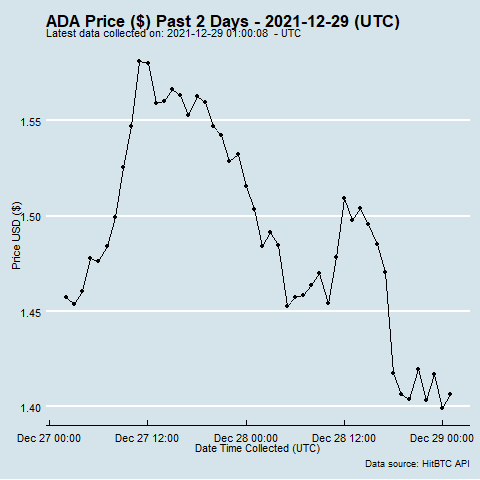 ADA Price ($) Past 2 Days - 2021-12-29 (UTC)
Latest data collected on: 2021-12-29 01:00:08 - UTC
1.55
1.50
1.45
1.40
Price USD ($)
Dec 27 00:00 Dec 27 12:00 Dec 28 00:00 Dec 28 12:00 Dec 29 00:00
Date Time Collected (UTC)
Data source: HitBTC API